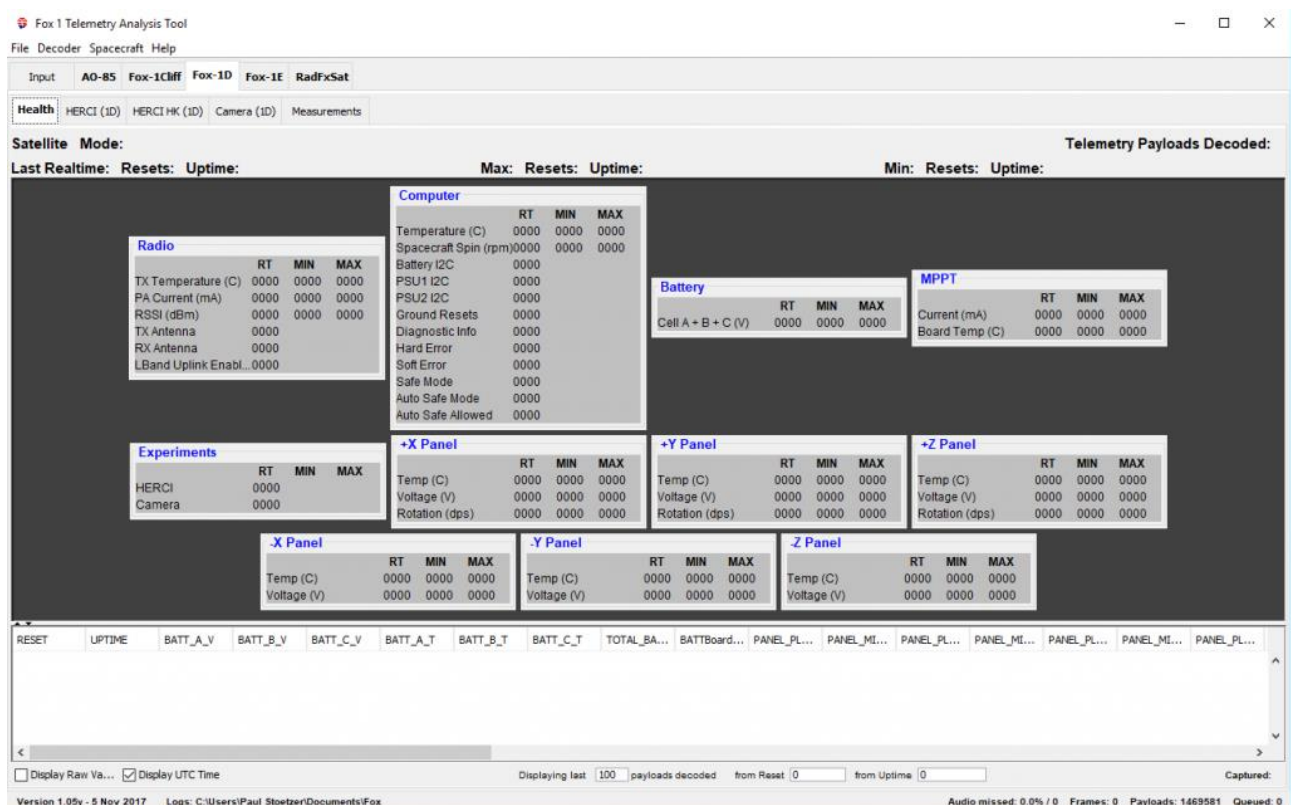 Fox 1 Telemetry Analysis Tool
File Decoder Spacecraft Help
Input AO-85 Fox-1Cliff Fox-1D Fox-1E RadFxSat
Health HERCI (1D) HERCI HK (1D) Camera (1D) Measurements
Satellite Mode: Telemetry Payloads Decoded:
Last Realtime: Resets: Uptime: Max: Resets: Uptime: Min: Resets: Uptime:
Computer
RT MIN MAX
Temperature (C) 0000 0000 0000
Spacecraft Spin (rpm)0000 0000 0000
Battery I2C 0000
PSU1 I2C 0000
PSU2 I2C 0000
Ground Resets 0000
Diagnostic Info 0000
Hard Error 0000
Soft Error 0000
Safe Mode 0000
Auto Safe Mode 0000
Auto Safe Allowed 0000
Radio
RT MIN MAX
TX Temperature (C) 0000 0000 0000
PA Current (mA) 0000 0000 0000
RSSI (dBm) 0000 0000 0000
TX Antenna 0000
RX Antenna 0000
LBand Uplink Enabl...0000
Battery
RT MIN MAX
Cell A + B + C (V) 0000 0000 0000
MPPT
RT MIN MAX
Current (mA) 0000 0000 0000
Board Temp (C) 0000 0000 0000
Experiments
RT MIN MAX
HERCI 0000
Camera 0000
+X Panel
RT MIN MAX
Temp (C) 0000 0000 0000
Voltage (V) 0000 0000 0000
Rotation (dps) 0000 0000 0000
+Y Panel
RT MIN MAX
Temp (C) 0000 0000 0000
Voltage (V) 0000 0000 0000
Rotation (dps) 0000 0000 0000
+Z Panel
RT MIN MAX
Temp (C) 0000 0000 0000
Voltage (V) 0000 0000 0000
Rotation (dps) 0000 0000 0000
-X Panel
RT MIN MAX
Temp (C) 0000 0000 0000
Voltage (V) 0000 0000 0000
-Y Panel
RT MIN MAX
Temp (C) 0000 0000 0000
Voltage (V) 0000 0000 0000
-Z Panel
RT MIN MAX
Temp (C) 0000 0000 0000
Voltage (V) 0000 0000 0000
RESET UPTIME BATT_A_V BATT_B_V BATT_C_V BATT_A_T BATT_B_T BATT_C_T TOTAL_BA... BATTBoard... PANEL_PL... PANEL_MI... PANEL_PL... PANEL_MI... PANEL_PL... PANEL_MI... PANEL_PL...
Display Raw Va... Display UTC Time Displaying last 100 payloads decoded from Reset 0 from Uptime 0 Captured:
Version 1.05v - 5 Nov 2017 Logs: C:\Users\Paul Stoetzer\Documents\Fox Audio missed: 0.0% / 0 Frames: 0 Payloads: 1469581 Queued: 0